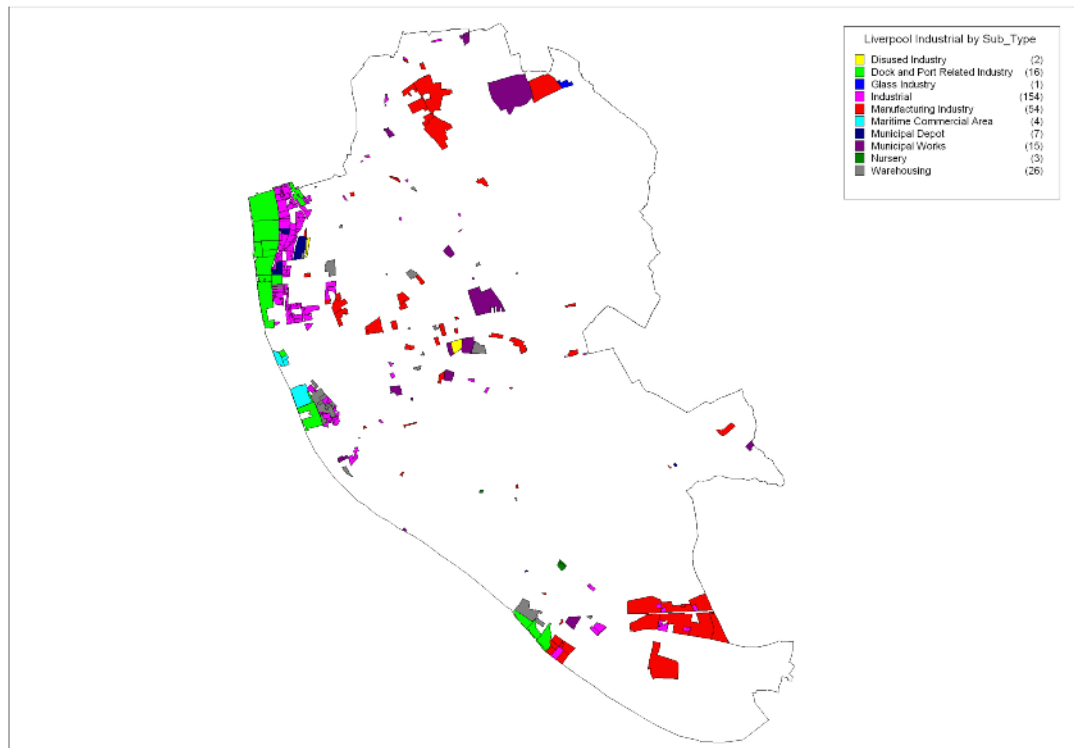 Liverpool Industrial by Sub_Type
Disused Industry (2)
Dock and Port Related Industry (16)
Glass Industry (1)
Industrial (154)
Manufacturing Industry (54)
Maritime Commercial Area (4)
Municipal Depot (7)
Municipal Works (15)
Nursery (3)
Warehousing (26)